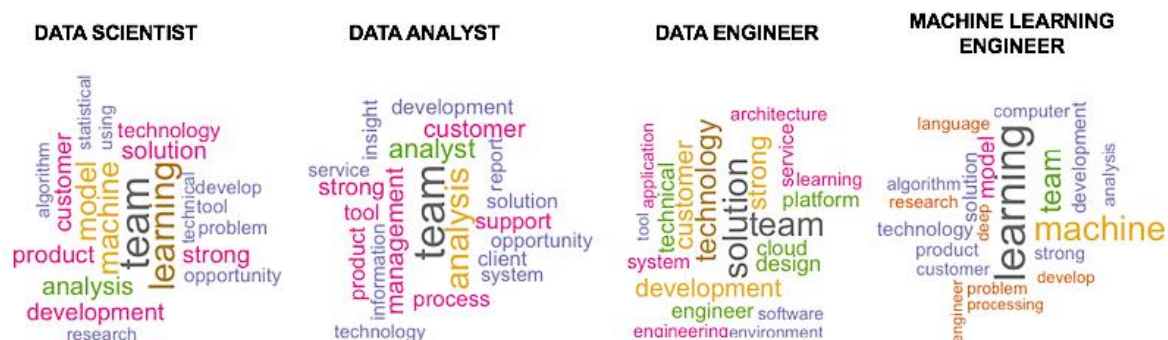 DATA SCIENTIST
statistical
using
technology
solution
algorithm
customer
model
machine
team
learning
technical
develop
tool
problem
product
strong
opportunity
analysis
development
research
DATA ANALYST
insight
development
customer
analyst
report
service
strong
tool
management
team
analysis
solution
support
product
information
opportunity
client
system
process
technology
DATA ENGINEER
architecture
application
technology
service
strong
customer
technical
tool
learning
platform
solution
team
system
cloud
design
development
engineer
software
engineering
environment
MACHINE LEARNING
ENGINEER
computer
language
development
analysis
model
learning
team
solution
algorithm
research
deep
technology
machine
product
strong
customer
develop
problem
processing
engineer